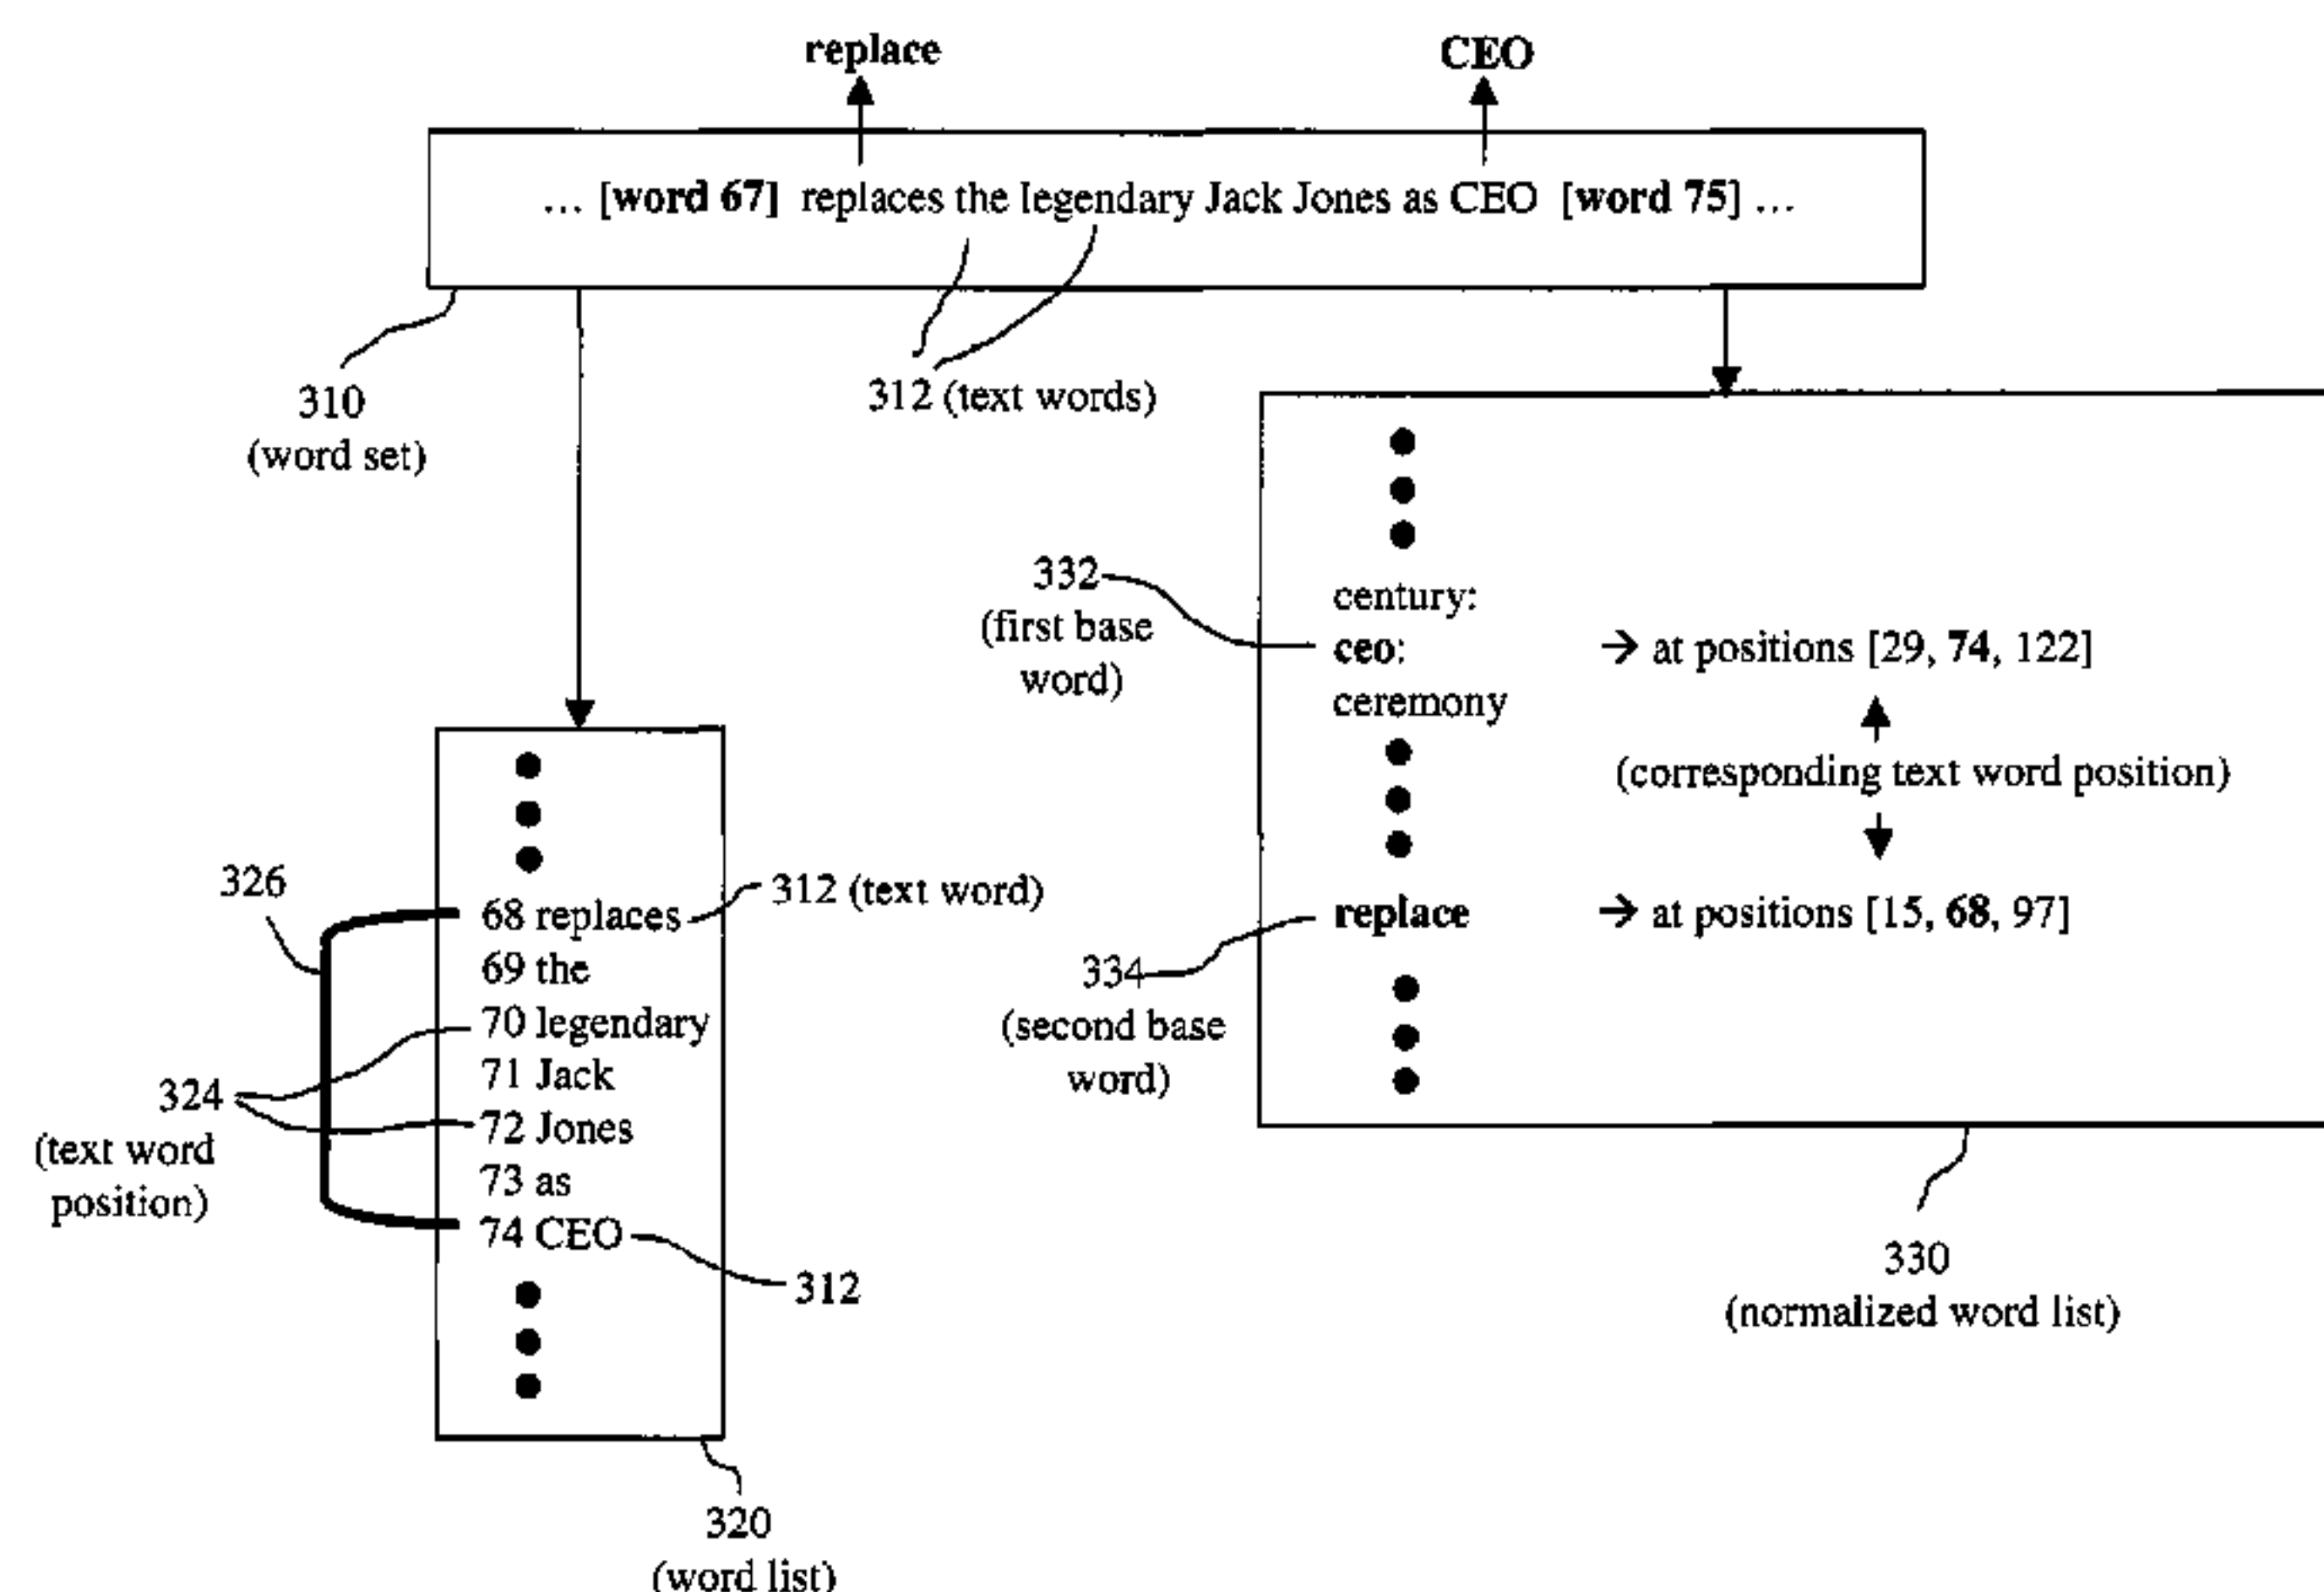 replace
CEO
... [word 67] replaces the legendary Jack Jones as CEO [word 75] ...
310
(word set)
312 (text words)
332
(first base
word)
century:
ceo:
ceremony
→ at positions [29, 74, 122]
(corresponding text word position)
replace
→ at positions [15, 68, 97]
334
(second base
word)
330
(normalized word list)
326
324
(text word
position)
68 replaces
69 the
70 legendary
71 Jack
72 Jones
73 as
74 CEO
312 (text word)
312
320
(word list)